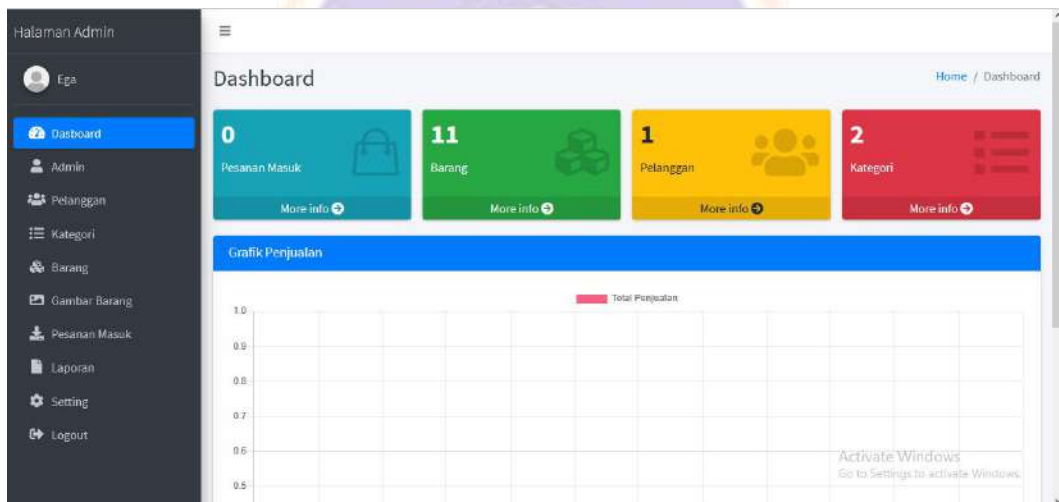 Halaman Admin
Ega
Dasboard
Admin
Pelanggan
Kategori
Barang
Gambar Barang
Pesanan Masuk
Laporan
Setting
Logout
Dashboard
Home / Dashboard
0
Pesanan Masuk
More info
11
Barang
More info
1
Pelanggan
More info
2
Kategori
More info
Grafik Penjualan
Total Penjualan
1.0
0.9
0.8
0.7
0.6
0.5
Activate Windows
Go to Settings to activate Windows.